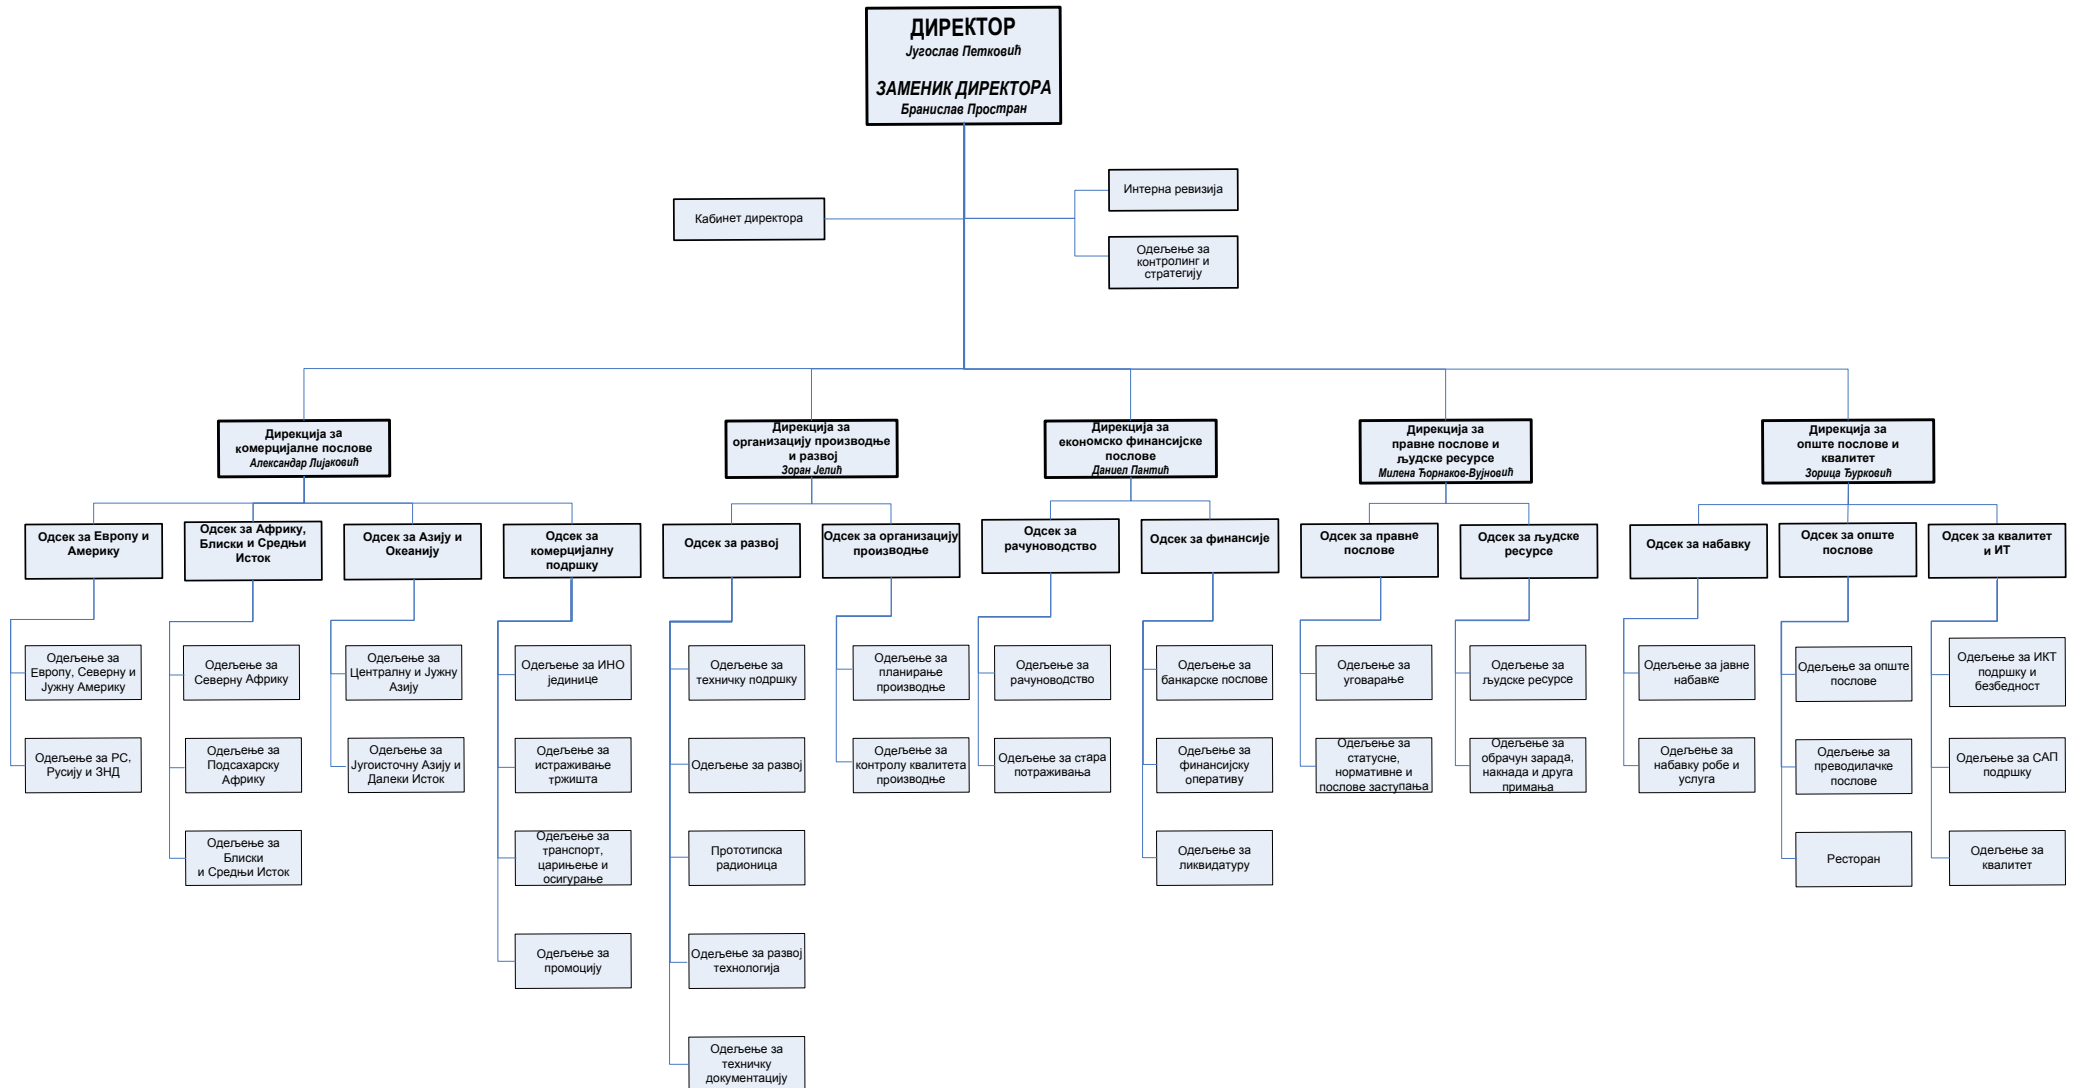 ДИРЕКТОР
Југослав Петковић
ЗАМЕНИК ДИРЕКТОРА
Бранислав Простран
Кабинет директора
Интерна ревизија
Одељење за
контролинг и
стратегију
Дирекција за
комерцијалне послове
Александар Лијаковић
Дирекција за
организацију производње
и развој
Зоран Јелић
Дирекција за
економско финансијске
послове
Даниел Пантић
Дирекција за
правне послове и
људске ресурсе
Милена Ћорнаков-Вујновић
Дирекција за
опште послове и
квалитет
Зорица Ђурковић
Одсек за Европу и
Америку
Одсек за Африку,
Блиски и Средњи
Исток
Одсек за Азију и
Океанију
Одсек за
комерцијалну
подршку
Одсек за развој
Одсек за организацију
производње
Одсек за
рачуноводство
Одсек за финансије
Одсек за правне
послове
Одсек за људске
ресурсе
Одсек за набавку
Одсек за опште
послове
Одсек за квалитет
и ИТ
Одељење за
Европу, Северну и
Јужну Америку
Одељење за
Северну Африку
Одељење за
Централну и Јужну
Азију
Одељење за ИНО
јединице
Одељење за
техничку подршку
Одељење за
планирање
производње
Одељење за
рачуноводство
Одељење за
банкарске послове
Одељење за
уговарање
Одељење за
људске ресурсе
Одељење за јавне
набавке
Одељење за опште
послове
Одељење за ИКТ
подршку и
безбедност
Одељење за РС,
Русију и ЗНД
Одељење за
Подсахарску
Африку
Одељење за
Југоисточну Азију и
Далеки Исток
Одељење за
истраживање
тржишта
Одељење за развој
Одељење за
контролу квалитета
производње
Одељење за стара
потраживања
Одељење за
финансијску
оперативу
Одељење за
статусне,
нормативне и
послове заступања
Одељење за
обрачун зарада,
накнада и друга
примања
Одељење за
набавку робе и
услуга
Одељење за
преводилачке
послове
Одељење за САП
подршку
Одељење за
Блиски
и Средњи Исток
Одељење за
транспорт,
царињење и
осигурање
Прототипска
радионица
Одељење за
ликвидатуру
Ресторан
Одељење за
квалитет
Одељење за
промоцију
Одељење за развој
технологија
Одељење за
техничку
документацију